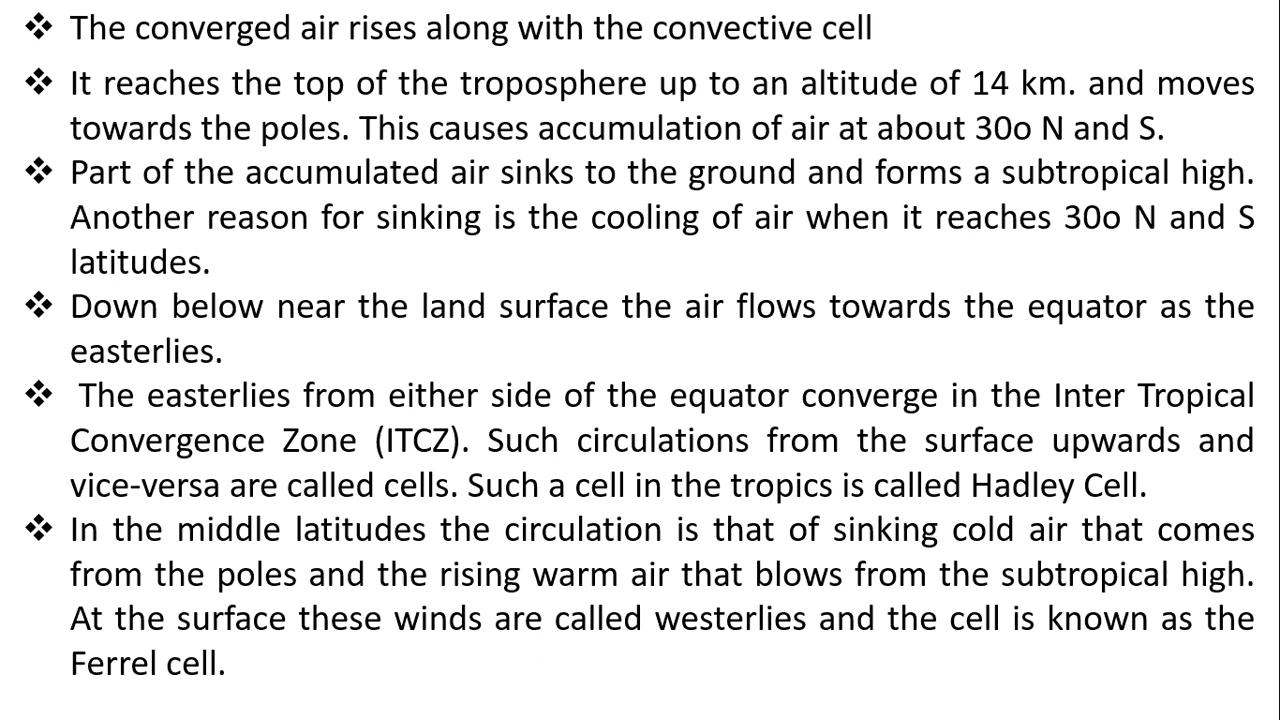 ❖ The converged air rises along with the convective cell
❖ It reaches the top of the troposphere up to an altitude of 14 km. and moves
towards the poles. This causes accumulation of air at about 30o N and S.
❖ Part of the accumulated air sinks to the ground and forms a subtropical high.
Another reason for sinking is the cooling of air when it reaches 30o N and S
latitudes.
❖ Down below near the land surface the air flows towards the equator as the
easterlies.
❖ The easterlies from either side of the equator converge in the Inter Tropical
Convergence Zone (ITCZ). Such circulations from the surface upwards and
vice-versa are called cells. Such a cell in the tropics is called Hadley Cell.
❖ In the middle latitudes the circulation is that of sinking cold air that comes
from the poles and the rising warm air that blows from the subtropical high.
At the surface these winds are called westerlies and the cell is known as the
Ferrel cell.